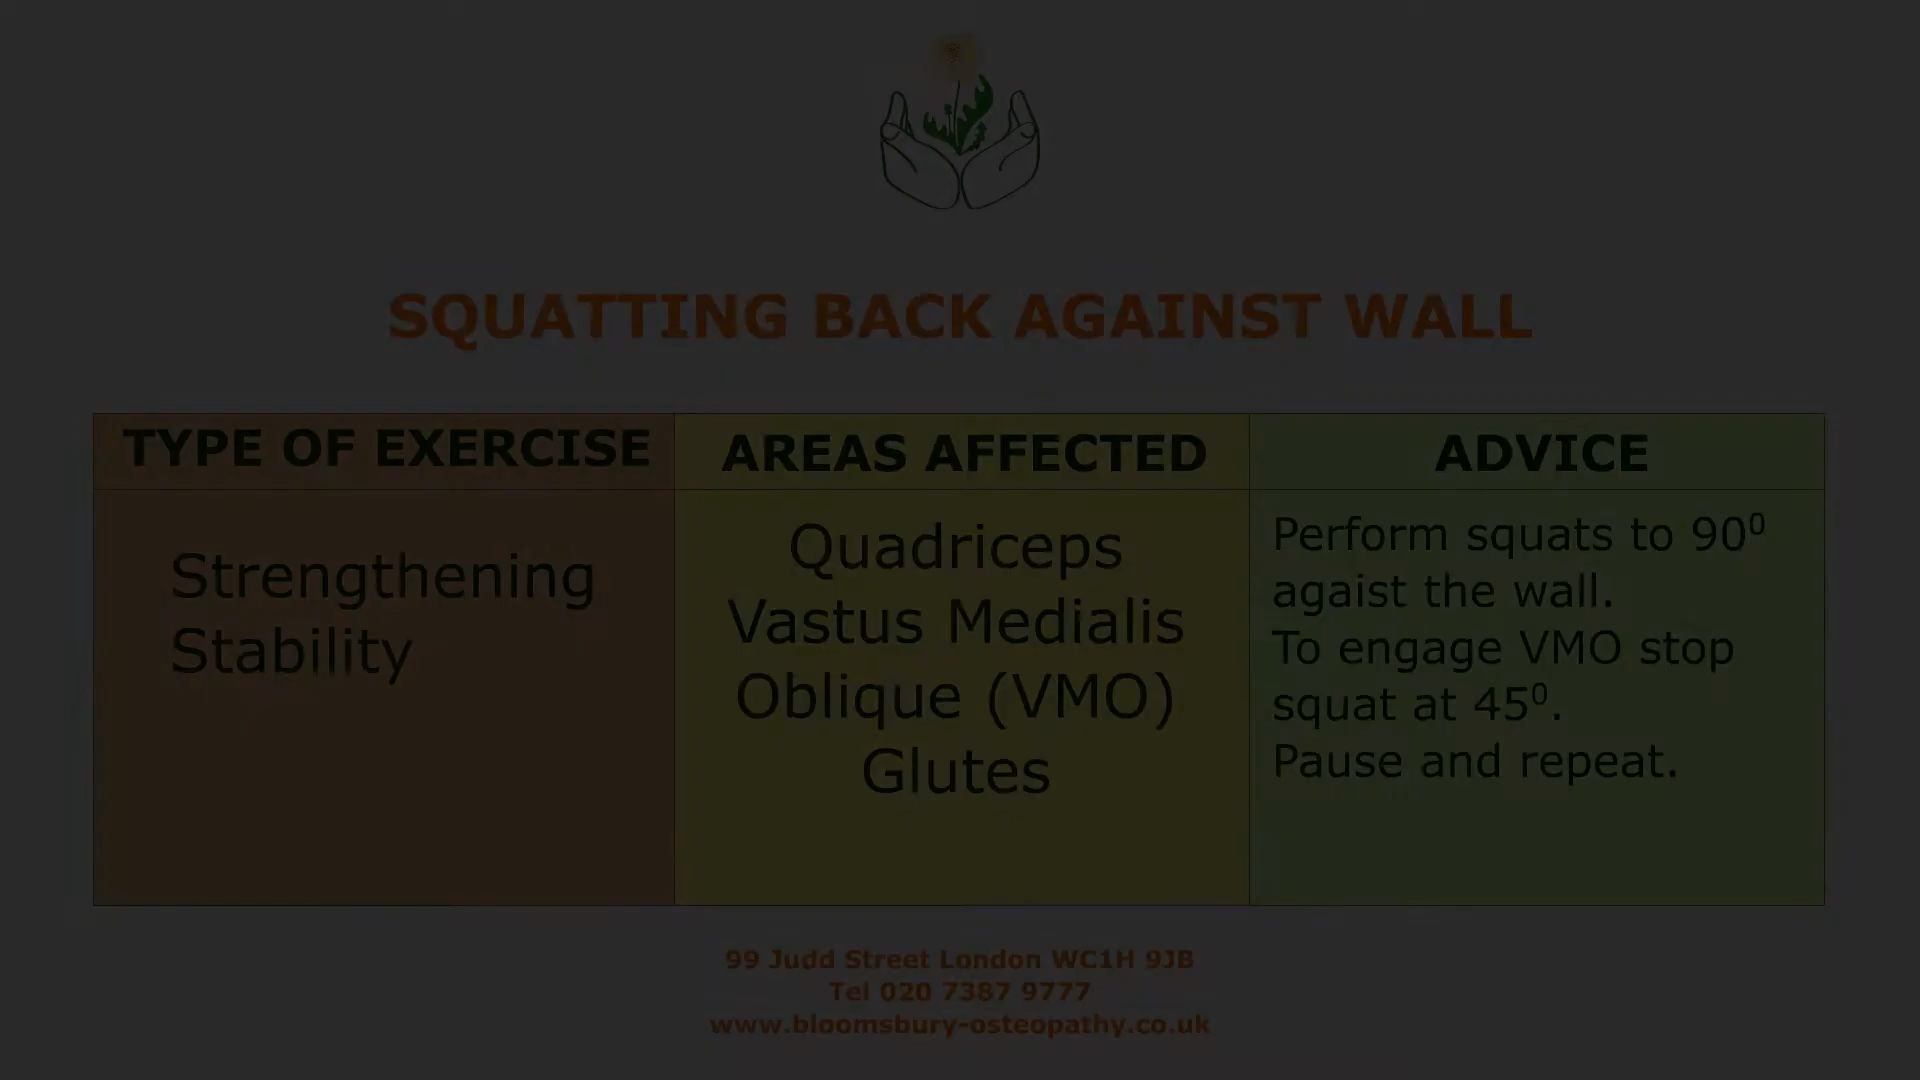 SQUATTING BACK AGAINST WALL
TYPE OF EXERCISE
Strengthening
Stability
AREAS AFFECTED
Quadriceps
Vastus Medialis
Oblique (VMO)
Glutes
ADVICE
Perform squats to 90⁰
agaist the wall.
To engage VMO stop
squat at 45⁰.
Pause and repeat.
99 Judd Street London WC1H 9JB
Tel 020 7387 9777
www.bloomsbury-osteopathy.co.uk